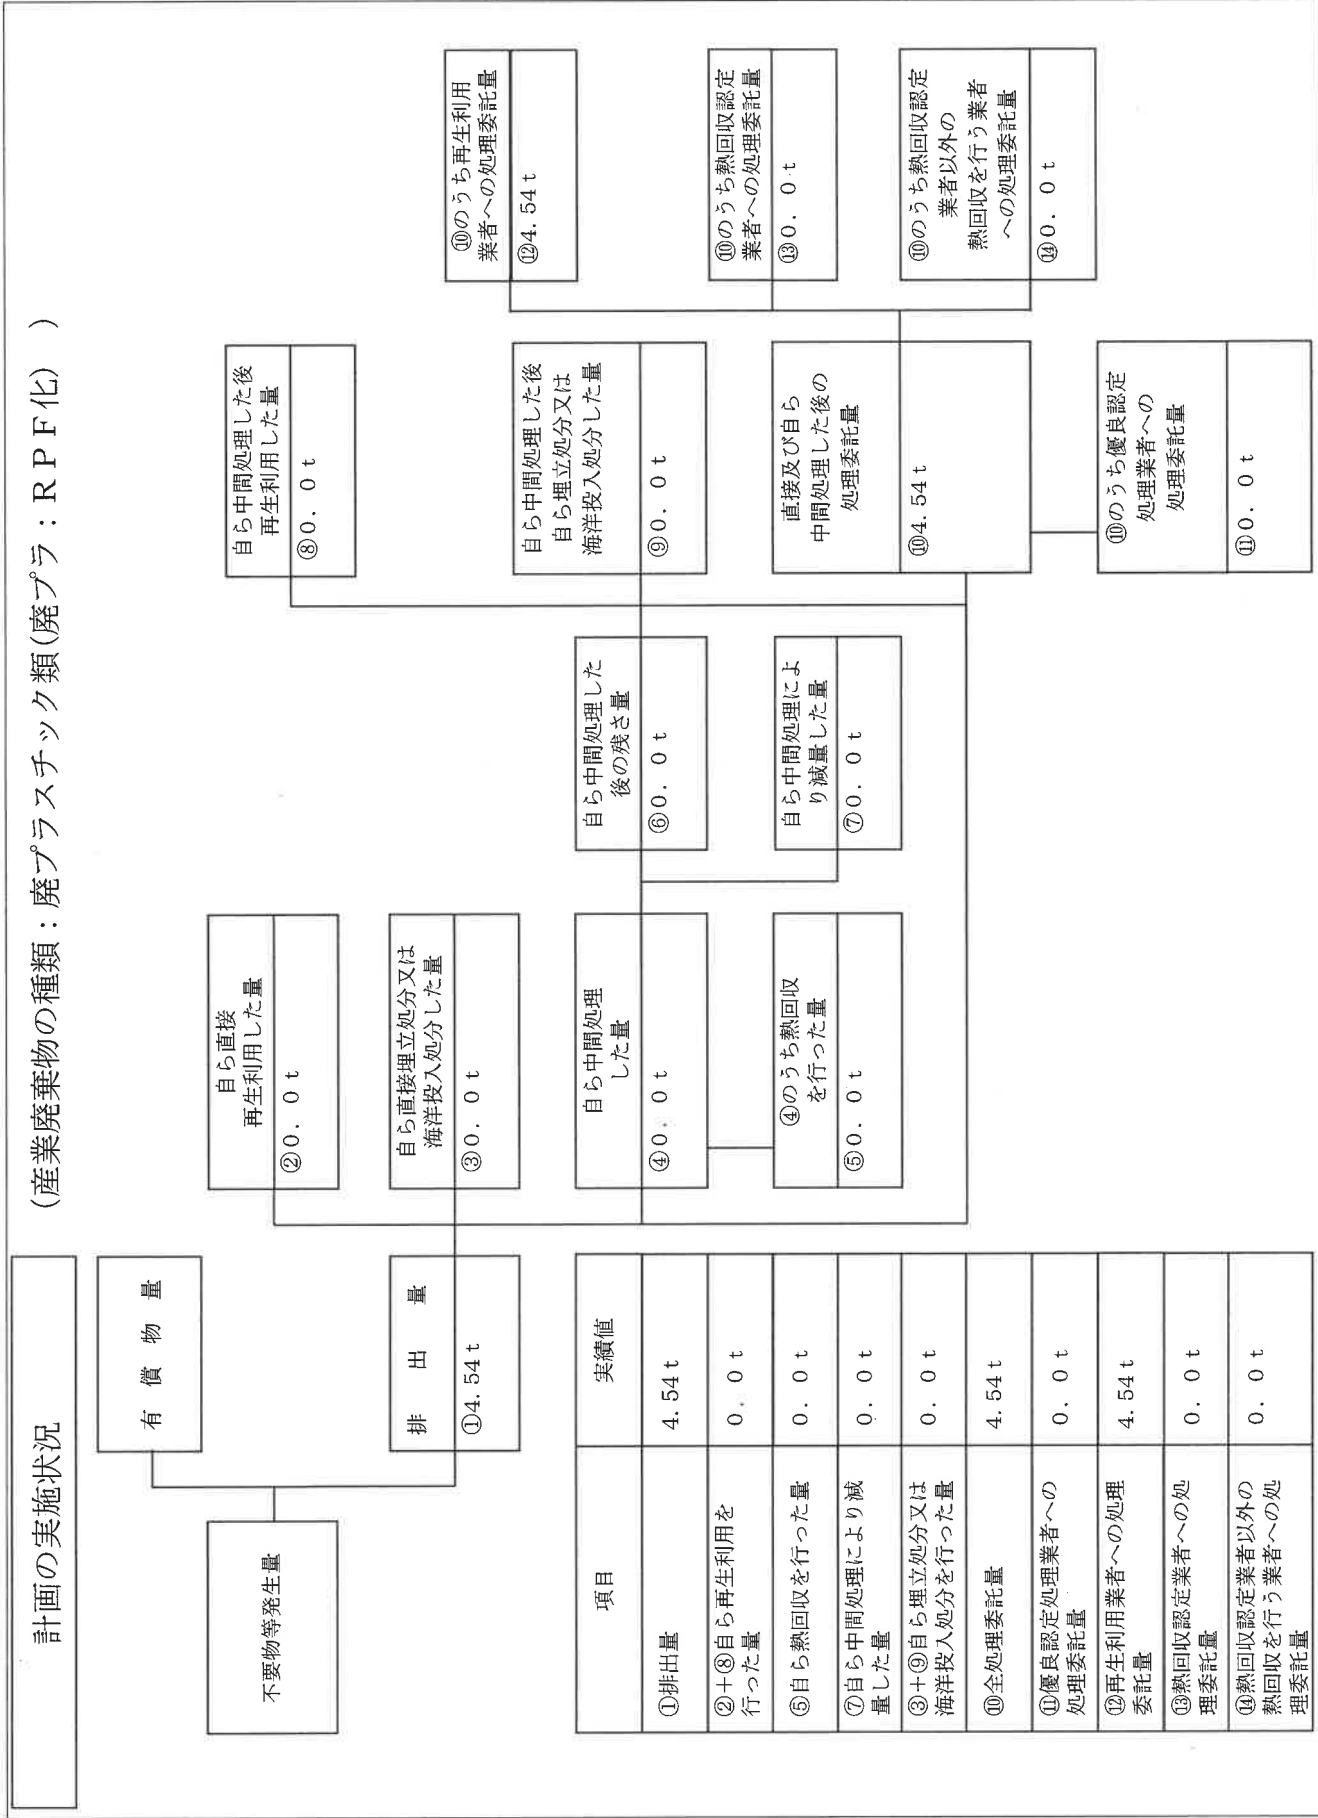 計画の実施状況
(産業廃棄物の種類：廃プラスチック類(廃プラ：ＲＰＦ化) )
不要物等発生量
有償物量
排出量
①4.54t
自ら直接
再生利用した量
②0.0t
自ら直接埋立処分又は
海洋投入処分した量
③0.0t
自ら中間処理
した量
④0.0t
④のうち熱回収
を行った量
⑤0.0t
自ら中間処理した
後の残さ量
⑥0.0t
自ら中間処理によ
り減量した量
⑦0.0t
自ら中間処理した後
再生利用した量
⑧0.0t
自ら中間処理した後
自ら埋立処分又は
海洋投入処分した量
⑨0.0t
直接及び自ら
中間処理した後の
処理委託量
⑩4.54t
⑩のうち優良認定
処理業者への
処理委託量
⑪0.0t
⑩のうち再生利用
業者への処理委託量
⑫4.54t
⑩のうち熱回収認定
業者への処理委託量
⑬0.0t
⑩のうち熱回収認定
業者以外の
熱回収を行う業者
への処理委託量
⑭0.0t
項目 実績値
①排出量 4.54t
②＋⑧自ら再生利用を
行った量 0.0t
⑤自ら熱回収を行った量 0.0t
⑦自ら中間処理により減
量した量 0.0t
③＋⑨自ら埋立処分又は
海洋投入処分を行った量 0.0t
⑩全処理委託量 4.54t
⑪優良認定処理業者への
処理委託量 0.0t
⑫再生利用業者への処理
委託量 4.54t
⑬熱回収認定業者への処
理委託量 0.0t
⑭熱回収認定業者以外の
熱回収を行う業者への処
理委託量 0.0t